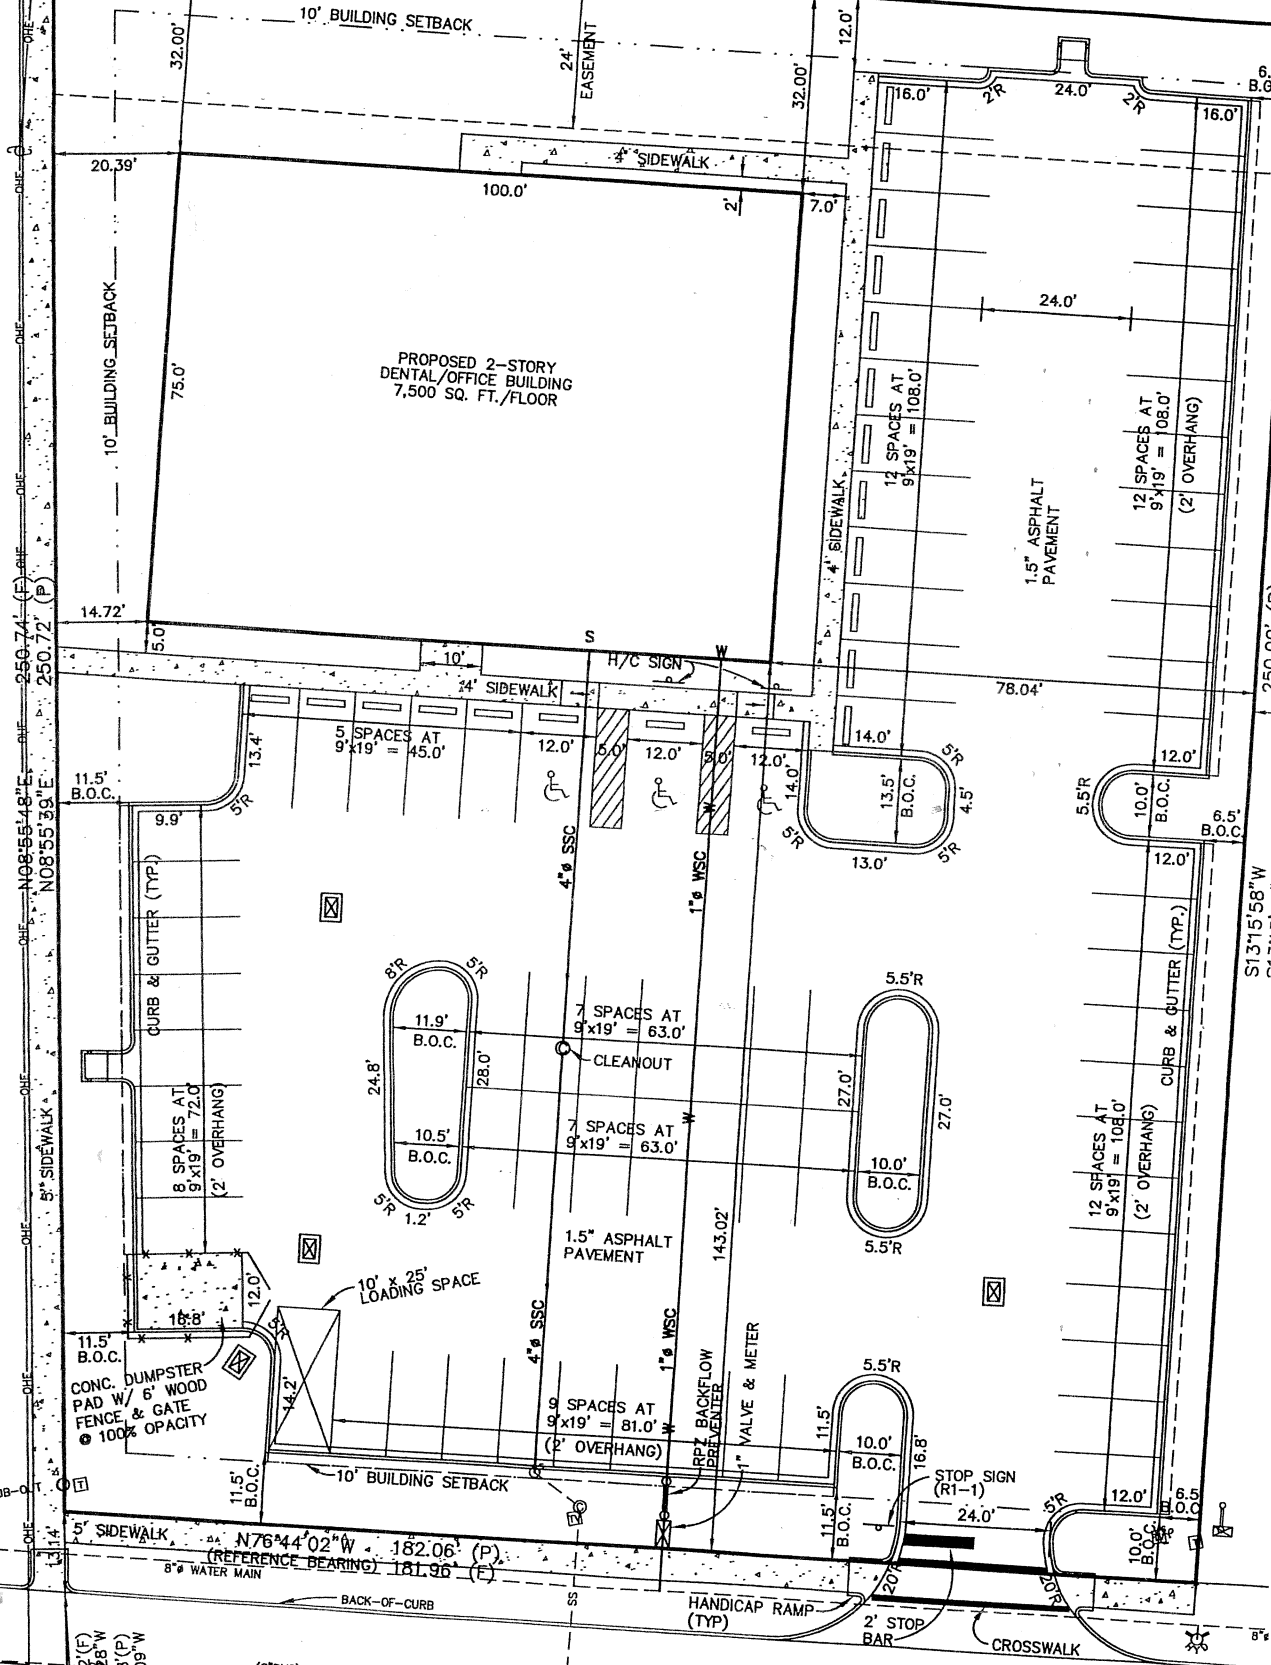 10' BUILDING SETBACK
32.00'
24'
EASEMENT
32.00'
12.0'
16.0'
2'R
24.0'
2'R
16.0'
6.
B.G
OHE
20.39'
4' SIDEWALK
100.0'
2'
7.0'
10' BUILDING SETBACK
75.0'
PROPOSED 2-STORY
DENTAL/OFFICE BUILDING
7,500 SQ. FT./FLOOR
24.0'
12 SPACES AT
9'x19' = 108.0'
12 SPACES AT
9'x19' = 108.0'
(2' OVERHANG)
1.5" ASPHALT
PAVEMENT
4' SIDEWALK
N08°55'48"E 250.74' (F)
N08°55'39"E 250.72' (P)
14.72'
5.0'
S
W
10'
H/C SIGN
4' SIDEWALK
78.04'
5 SPACES AT
9'x19' = 45.0'
13.4'
12.0'
5.0'
12.0'
5.0'
12.0'
14.0'
14.0'
5'R
13.5'
B.O.C.
4.5'
5'R
13.0'
5'R
12.0'
5.5'R
10.0'
B.O.C.
6.5'
B.O.C.
12.0'
11.5'
B.O.C.
9.9'
5'R
CURB & GUTTER (TYP.)
4"ø SSC
1"ø WSC
W
S13°15'58"W
CURB & GUTTER (TYP.)
8'R
5'R
11.9'
B.O.C.
7 SPACES AT
9'x19' = 63.0'
CLEANOUT
5.5'R
24.8'
28.0'
27.0'
27.0'
8 SPACES AT
9'x19' = 72.0'
(2' OVERHANG)
W
10.5'
B.O.C.
7 SPACES AT
9'x19' = 63.0'
10.0'
B.O.C.
12 SPACES AT
9'x19' = 108.0'
(2' OVERHANG)
5' SIDEWALK
5'R
1.2'
5'R
5.5'R
1.5" ASPHALT
PAVEMENT
143.02'
10' x 25'
LOADING SPACE
12.0'
18.8'
5'R
11.5'
B.O.C.
CONC. DUMPSTER
PAD W/ 6' WOOD
FENCE & GATE
@ 100% OPACITY
14.2'
4"ø SSC
1"ø WSC
RPZ BACKFLOW
PREVENTER
1" VALVE & METER
5.5'R
9 SPACES AT
9'x19' = 81.0'
(2' OVERHANG)
W
11.5'
10.0'
B.O.C.
16.8'
STOP SIGN
(R1-1)
10' BUILDING SETBACK
11.5'
B.O.C.
11.5'
B.O.C.
24.0'
5'R
12.0'
6.5'
B.O.C
10.0'
B.O.C.
T
T
13.14'
5' SIDEWALK
N76°44'02"W 182.06' (P)
(REFERENCE BEARING) 181.96' (F)
8"ø WATER MAIN
BACK-OF-CURB
SS
HANDICAP RAMP
(TYP)
20'R
20'R
2' STOP
BAR
CROSSWALK
8"ø